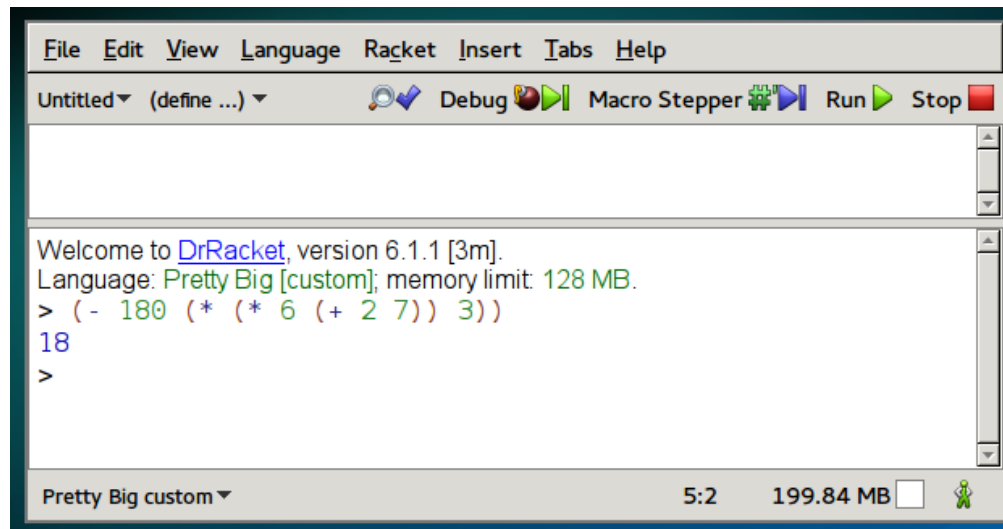 File Edit View Language Racket Insert Tabs Help
Untitled (define ...) Debug Macro Stepper Run Stop
Welcome to DrRacket, version 6.1.1 [3m].
Language: Pretty Big [custom]; memory limit: 128 MB.
> (- 180 (* (* 6 (+ 2 7)) 3))
18
>
Pretty Big custom 5:2 199.84 MB